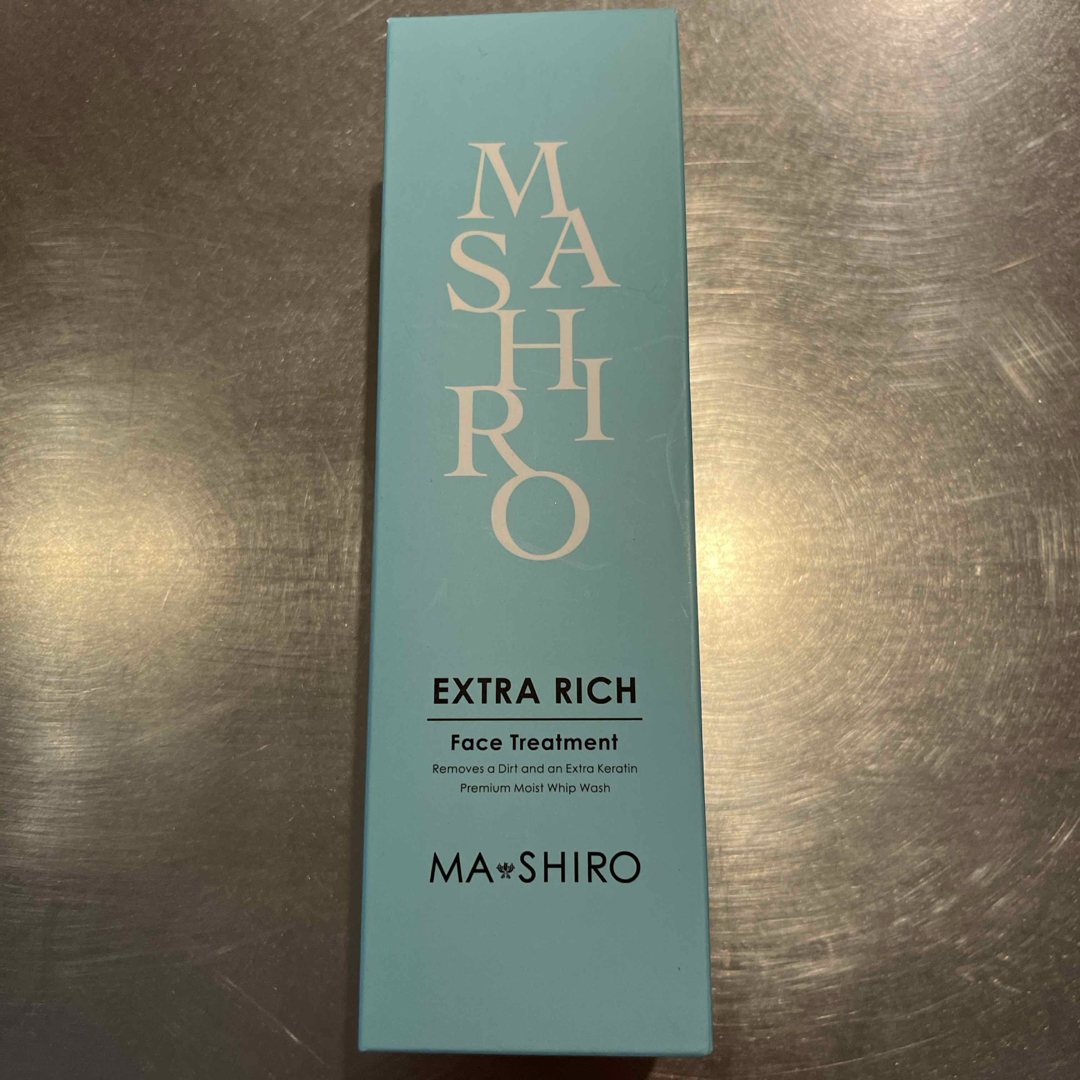 MASHIRO
EXTRA RICH
Face Treatment
Removes a Dirt and an Extra Keratin
Premium Moist Whip Wash
MA SHIRO